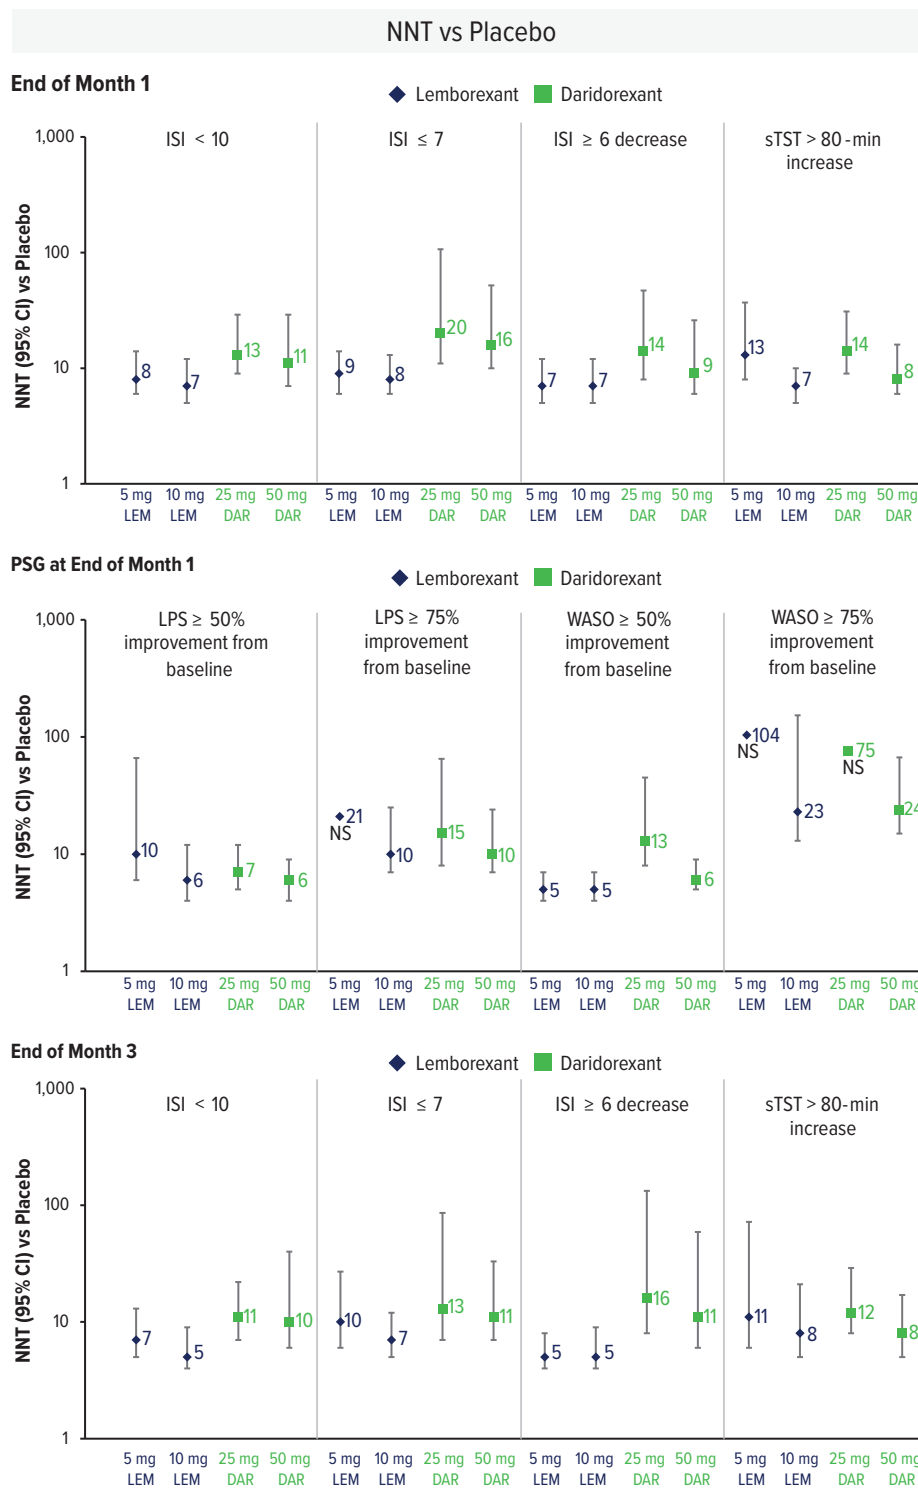 NNT vs Placebo
End of Month 1
Lemborexant Daridorexant
NNT (95% CI) vs Placebo
1,000
100
10
1
ISI < 10
ISI ≤ 7
ISI ≥ 6 decrease
sTST > 80-min
increase
8 7 13 11
9 8 20 16
7 7 14 9
13 7 14 8
5 mg 10 mg 25 mg 50 mg 5 mg 10 mg 25 mg 50 mg 5 mg 10 mg 25 mg 50 mg 5 mg 10 mg 25 mg 50 mg
LEM LEM DAR DAR LEM LEM DAR DAR LEM LEM DAR DAR LEM LEM DAR DAR
PSG at End of Month 1
Lemborexant Daridorexant
NNT (95% CI) vs Placebo
1,000
100
10
1
LPS ≥ 50%
improvement from
baseline
LPS ≥ 75%
improvement
from baseline
WASO ≥ 50%
improvement
from baseline
WASO ≥ 75%
improvement
from baseline
10 6 7 6
21 10 15 10
NS
5 5 13 6
104 23 75 24
NS NS
5 mg 10 mg 25 mg 50 mg 5 mg 10 mg 25 mg 50 mg 5 mg 10 mg 25 mg 50 mg 5 mg 10 mg 25 mg 50 mg
LEM LEM DAR DAR LEM LEM DAR DAR LEM LEM DAR DAR LEM LEM DAR DAR
End of Month 3
Lemborexant Daridorexant
NNT (95% CI) vs Placebo
1,000
100
10
1
ISI < 10
ISI ≤ 7
ISI ≥ 6 decrease
sTST > 80-min
increase
7 5 11 10
10 7 13 11
5 5 16 11
11 8 12 8
5 mg 10 mg 25 mg 50 mg 5 mg 10 mg 25 mg 50 mg 5 mg 10 mg 25 mg 50 mg 5 mg 10 mg 25 mg 50 mg
LEM LEM DAR DAR LEM LEM DAR DAR LEM LEM DAR DAR LEM LEM DAR DAR